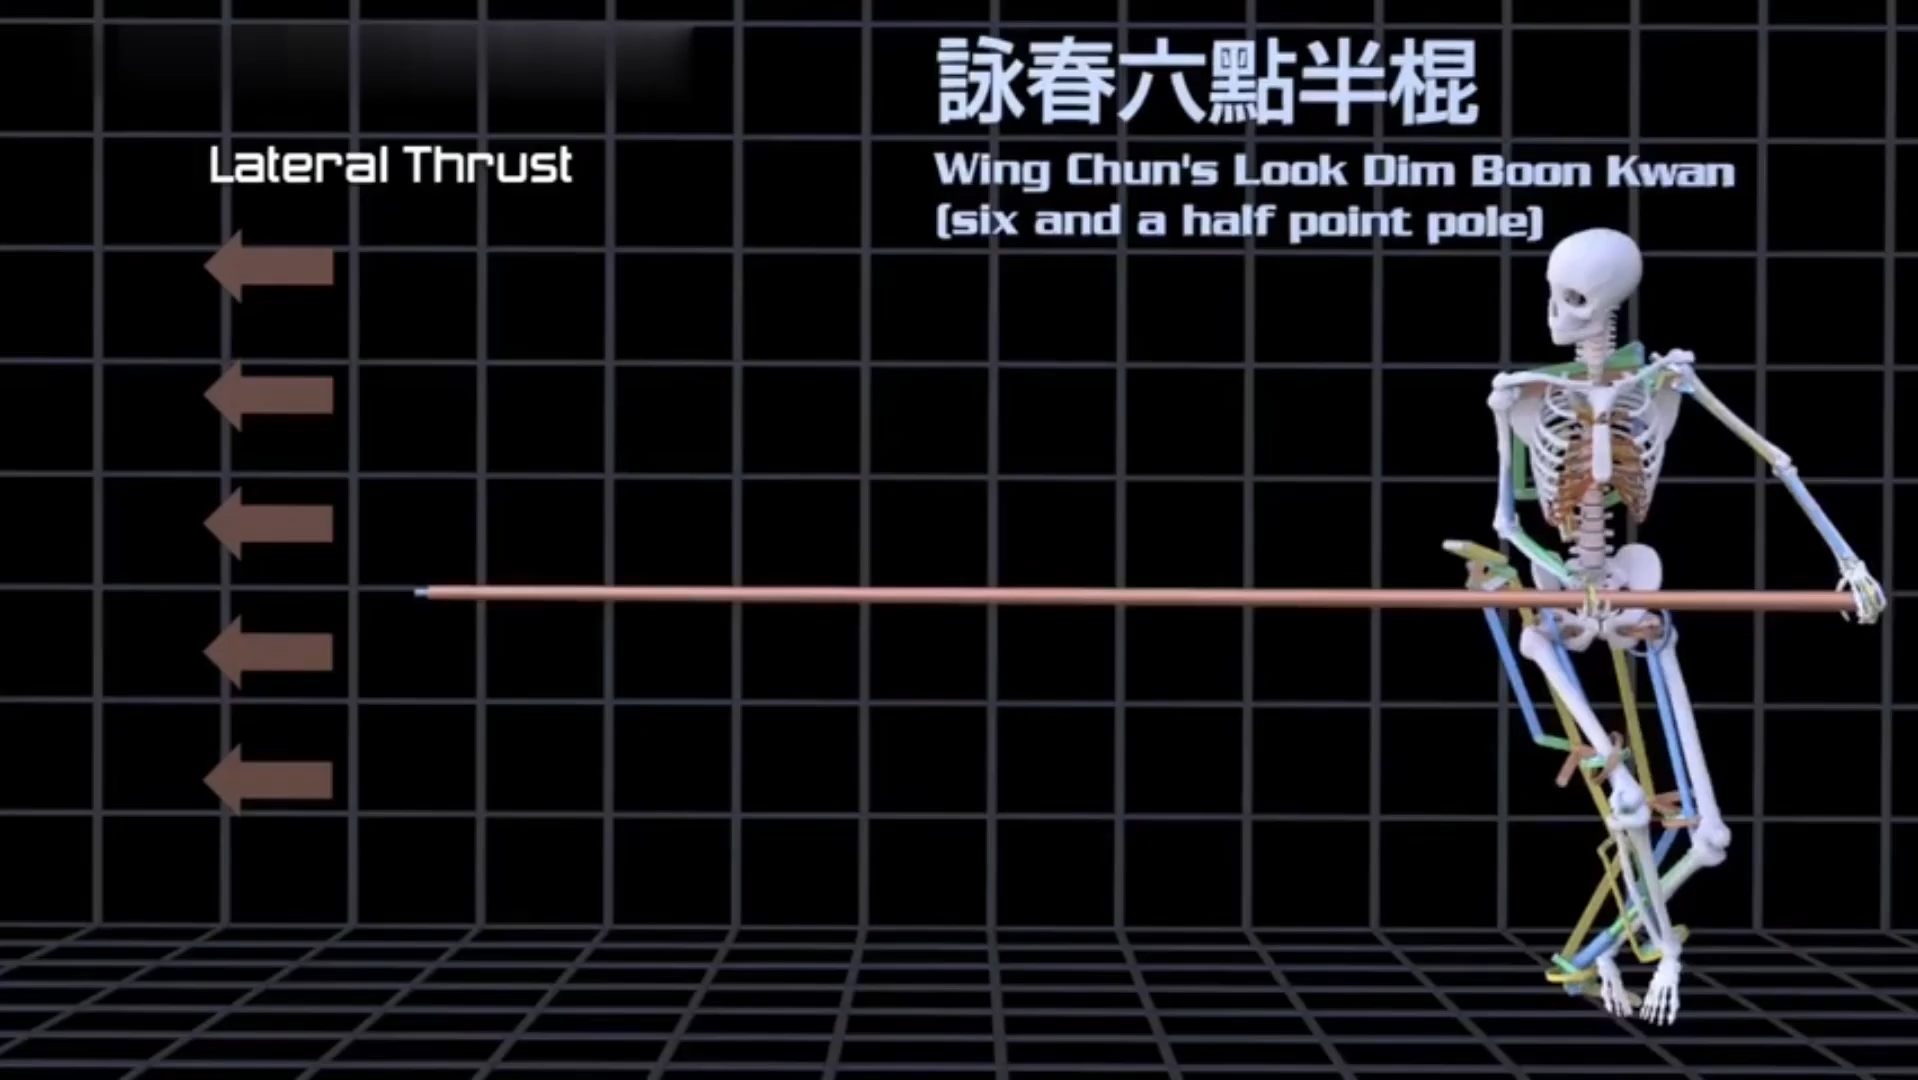 詠春六點半棍
Lateral Thrust
Wing Chun's Look Dim Boon Kwan
(six and a half point pole)